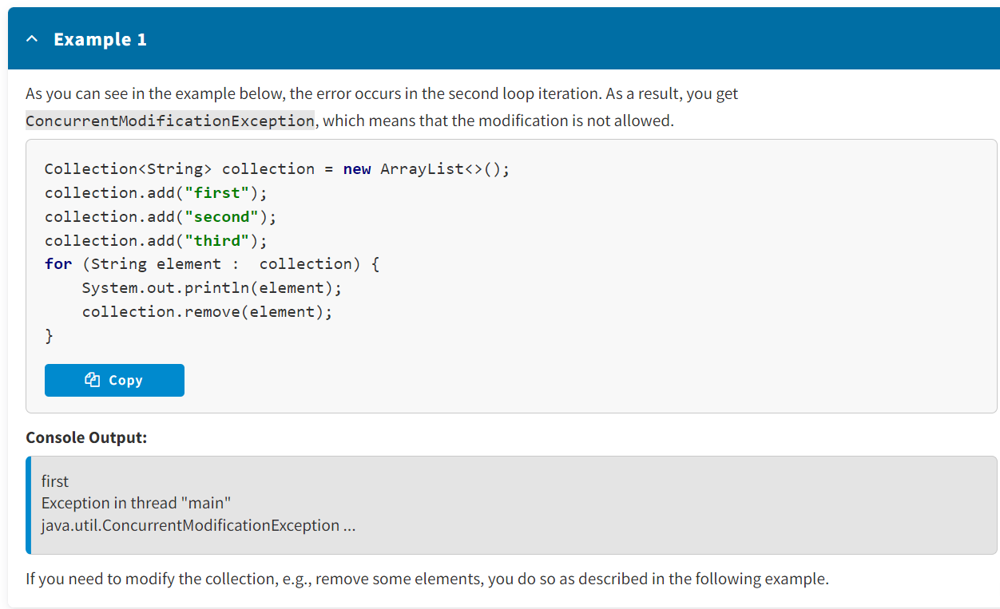 Example 1
As you can see in the example below, the error occurs in the second loop iteration. As a result, you get
ConcurrentModificationException, which means that the modification is not allowed.
Collection<String> collection = new ArrayList<>();
collection.add("first");
collection.add("second");
collection.add("third");
for (String element :  collection) {
    System.out.println(element);
    collection.remove(element);
}
Copy
Console Output:
first
Exception in thread "main"
java.util.ConcurrentModificationException ...
If you need to modify the collection, e.g., remove some elements, you do so as described in the following example.